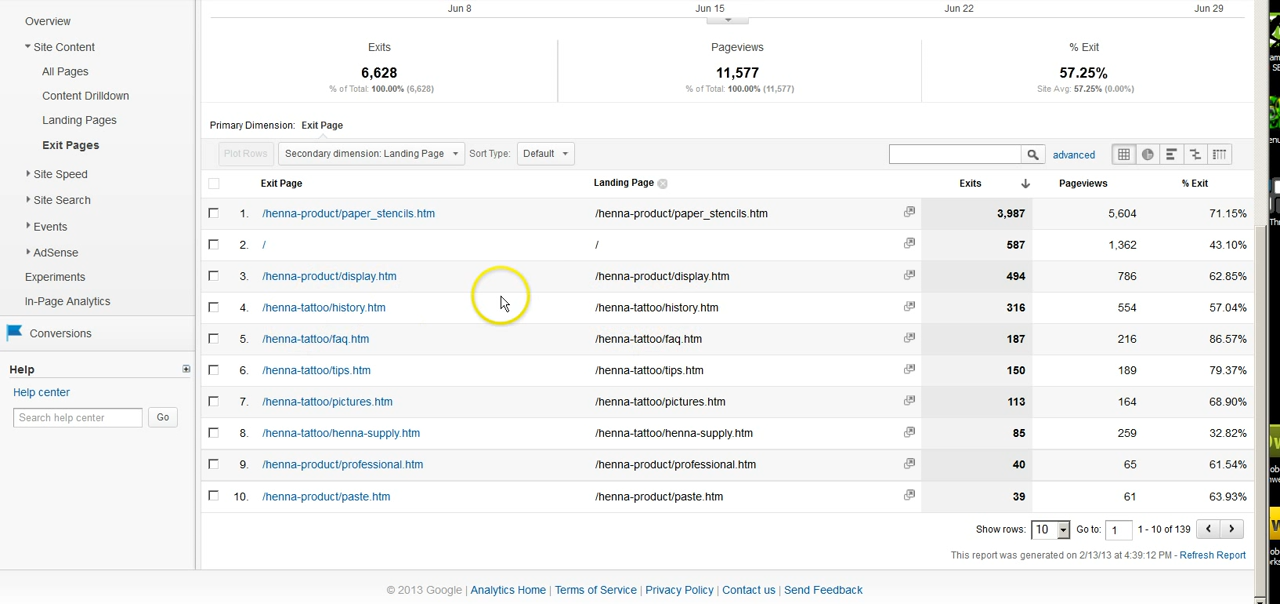 Jun 8 Jun 15 Jun 22 Jun 29
Overview
Site Content
All Pages
Content Drilldown
Landing Pages
Exit Pages
Site Speed
Site Search
Events
AdSense
Experiments
In-Page Analytics
Conversions
Help
Help center
Search help center Go
Exits Pageviews % Exit
6,628 11,577 57.25%
% of Total: 100.00% (6,628) % of Total: 100.00% (11,577) Site Avg: 57.25% (0.00%)
Primary Dimension: Exit Page
Plot Rows Secondary dimension: Landing Page Sort Type: Default advanced
Exit Page Landing Page Exits Pageviews % Exit
1. /henna-product/paper_stencils.htm /henna-product/paper_stencils.htm 3,987 5,604 71.15%
2. / / 587 1,362 43.10%
3. /henna-product/display.htm /henna-product/display.htm 494 786 62.85%
4. /henna-tattoo/history.htm /henna-tattoo/history.htm 316 554 57.04%
5. /henna-tattoo/faq.htm /henna-tattoo/faq.htm 187 216 86.57%
6. /henna-tattoo/tips.htm /henna-tattoo/tips.htm 150 189 79.37%
7. /henna-tattoo/pictures.htm /henna-tattoo/pictures.htm 113 164 68.90%
8. /henna-tattoo/henna-supply.htm /henna-tattoo/henna-supply.htm 85 259 32.82%
9. /henna-product/professional.htm /henna-product/professional.htm 40 65 61.54%
10. /henna-product/paste.htm /henna-product/paste.htm 39 61 63.93%
Show rows: 10 Go to: 1 1 - 10 of 139
This report was generated on 2/13/13 at 4:39:12 PM - Refresh Report
© 2013 Google | Analytics Home | Terms of Service | Privacy Policy | Contact us | Send Feedback